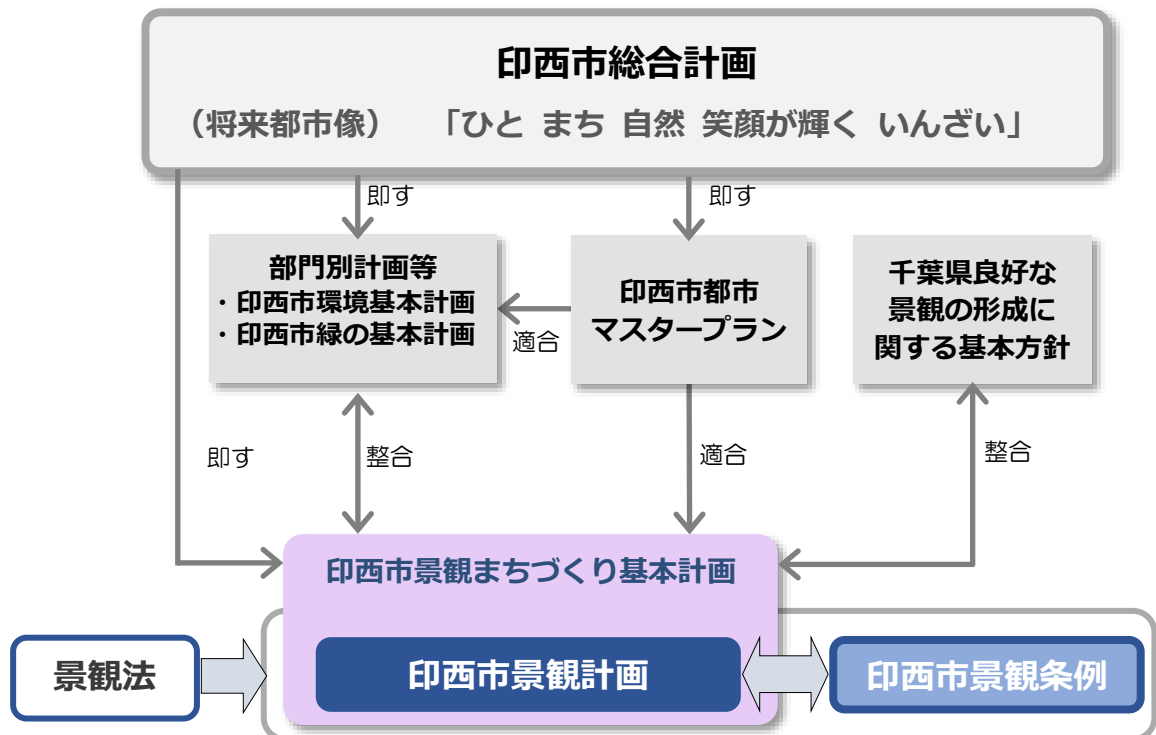 印西市総合計画
（将来都市像）　「ひと まち 自然 笑顔が輝く いんざい」
即す
即す
部門別計画等
・印西市環境基本計画
・印西市緑の基本計画
適合
印西市都市
マスタープラン
千葉県良好な
景観の形成に
関する基本方針
即す
整合
適合
整合
印西市景観まちづくり基本計画
景観法
印西市景観計画
印西市景観条例